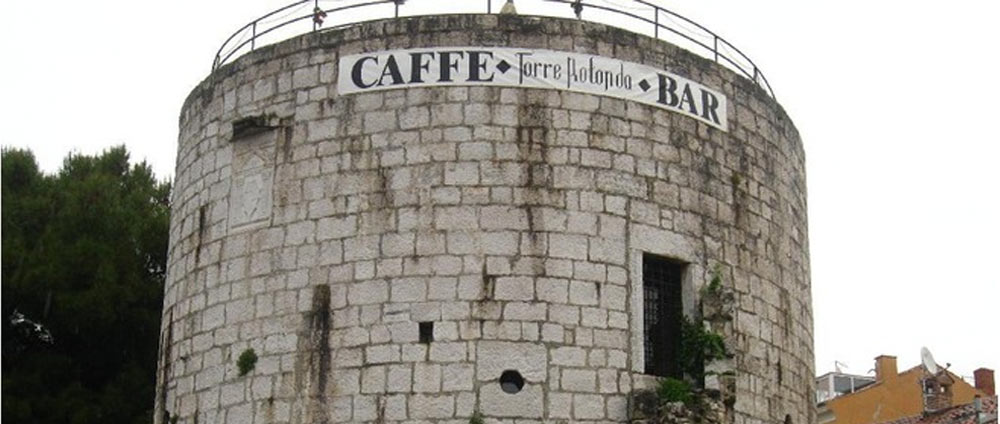 CAFFE ◆ Torre Rotonda ◆ BAR